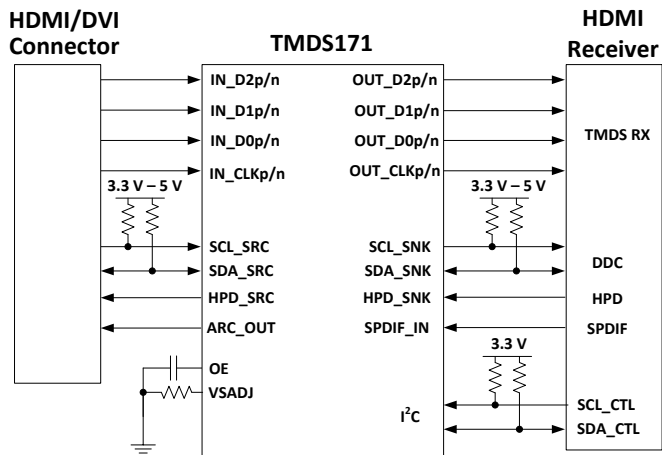 HDMI/DVI
Connector
TMDS171
HDMI
Receiver
IN_D2p/n
OUT_D2p/n
IN_D1p/n
OUT_D1p/n
IN_D0p/n
OUT_D0p/n
TMDS RX
IN_CLKp/n
OUT_CLKp/n
3.3 V – 5 V
3.3 V – 5 V
SCL_SRC
SCL_SNK
SDA_SRC
SDA_SNK
DDC
HPD_SRC
HPD_SNK
HPD
ARC_OUT
SPDIF_IN
SPDIF
3.3 V
OE
VSADJ
I²C
SCL_CTL
SDA_CTL